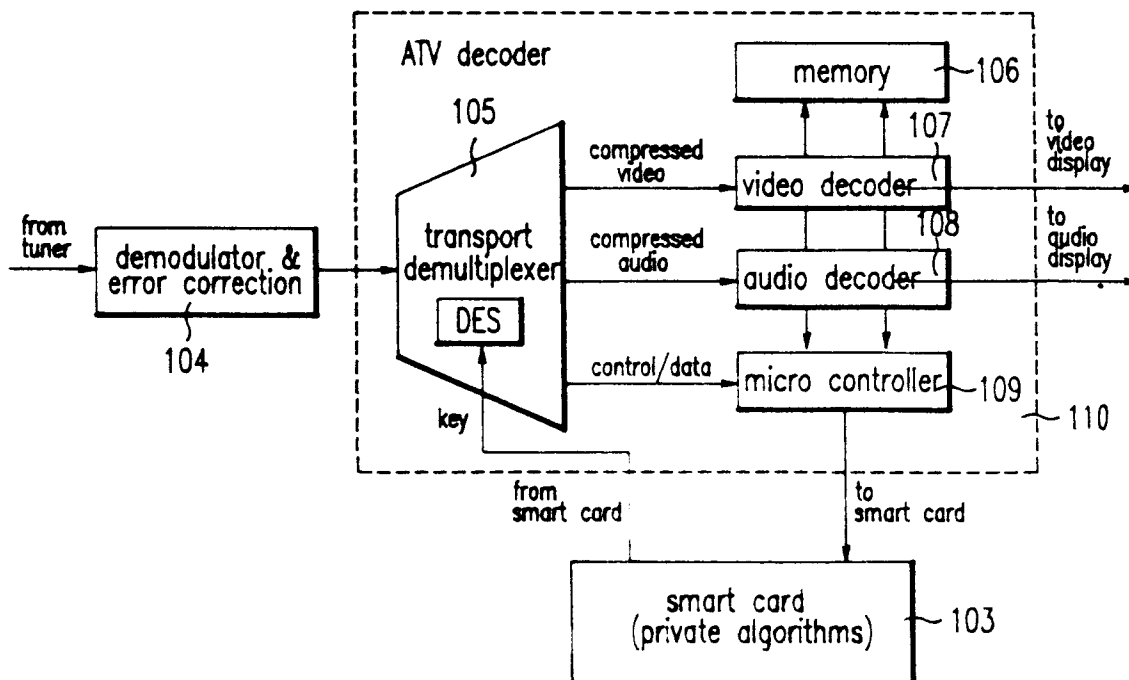 ATV decoder
memory
106
105
107
to
video
display
compressed
video
video decoder
from
tuner
108
to
audio
display
transport
demultiplexer
compressed
audio
demodulator &
error correction
audio decoder
DES
104
control/data
micro controller
109
key
110
from
smart card
to
smart card
smart card
(private algorithms)
103